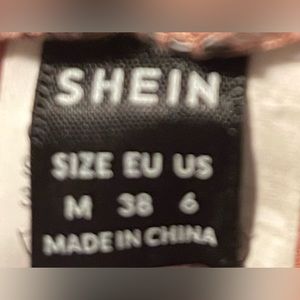 SHEIN
SIZE EU US
M 38 6
MADE IN CHINA